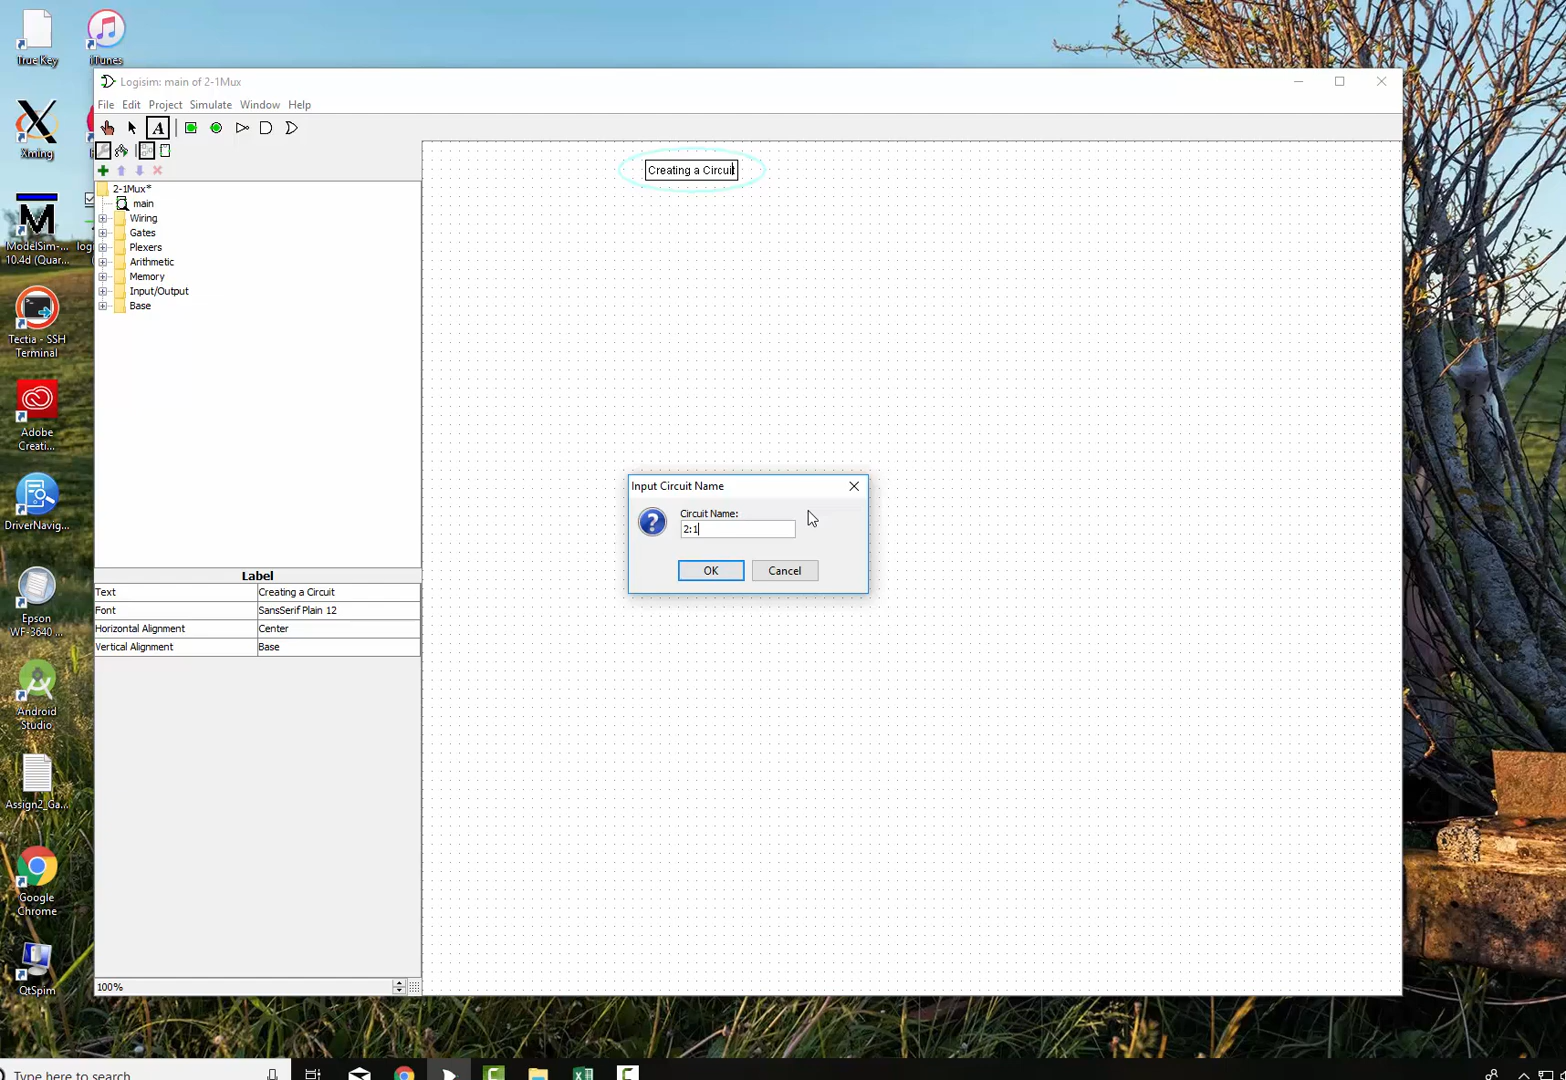 True Key
iTunes
Logisim: main of 2-1Mux
File Edit Project Simulate Window Help
A
Xming
2-1Mux*
main
Wiring
Gates
Plexers
Arithmetic
Memory
Input/Output
Base
ModelSim-...
10.4d (Quar...
Tectia - SSH
Terminal
Adobe
Creati...
DriverNavig...
Epson
WF-3640 ...
Android
Studio
Assign2_Ga...
Google
Chrome
QtSpim
Creating a Circuit
Input Circuit Name
Circuit Name:
2:1
OK Cancel
Label
Text Creating a Circuit
Font SansSerif Plain 12
Horizontal Alignment Center
Vertical Alignment Base
100%
Type here to search